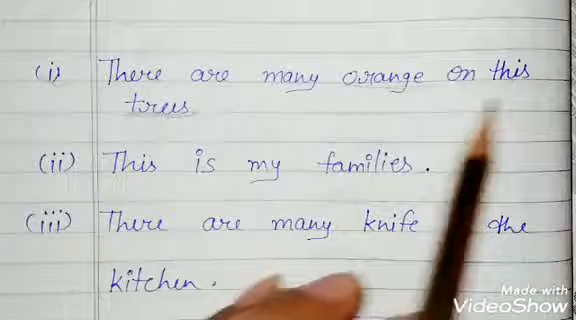 (i) There are many orange on this
trees
(ii) This is my families.
(iii) There are many knife the
kitchen.
Made with
VideoShow